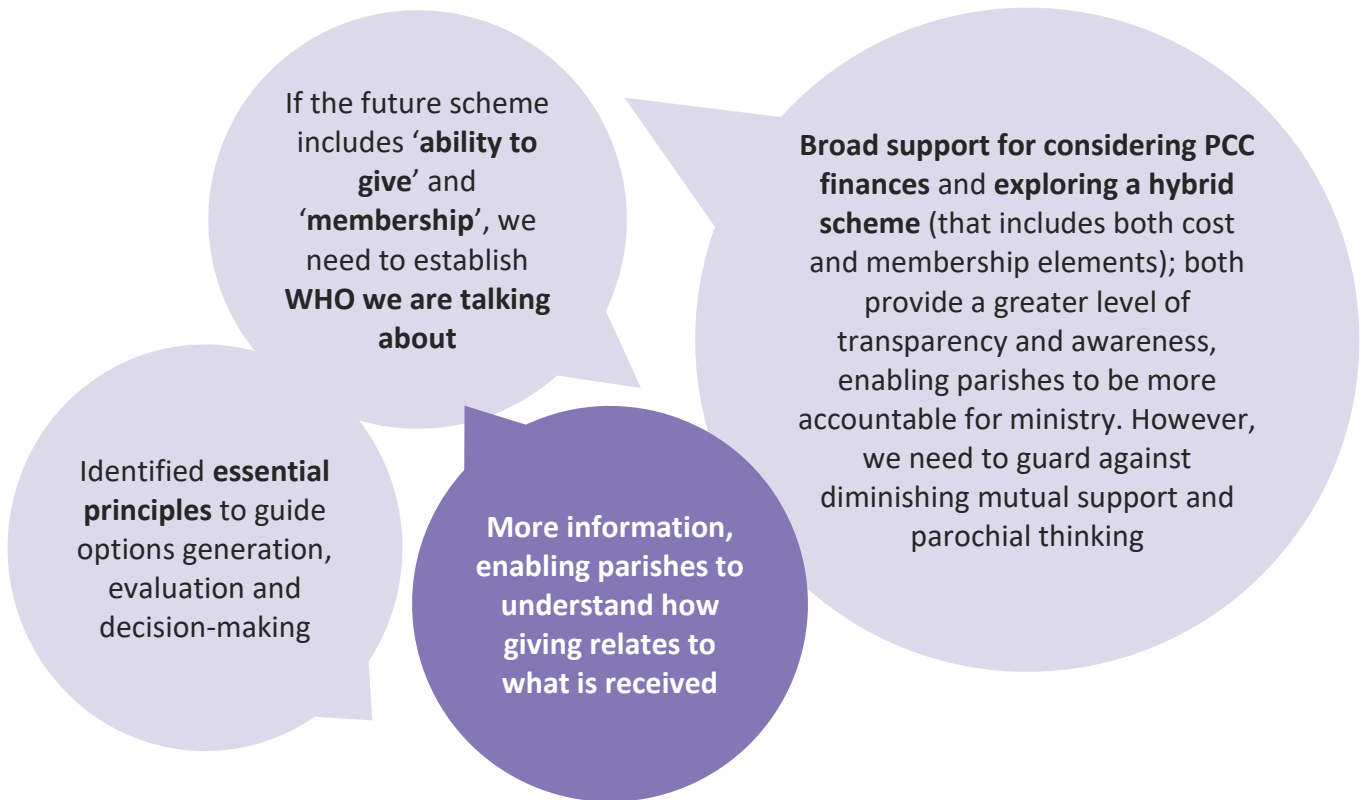 If the future scheme
includes ‘ability to
give’ and
‘membership’, we
need to establish
WHO we are talking
about
Broad support for considering PCC
finances and exploring a hybrid
scheme (that includes both cost
and membership elements); both
provide a greater level of
transparency and awareness,
enabling parishes to be more
accountable for ministry. However,
we need to guard against
diminishing mutual support and
parochial thinking
Identified essential
principles to guide
options generation,
evaluation and
decision-making
More information,
enabling parishes to
understand how
giving relates to
what is received